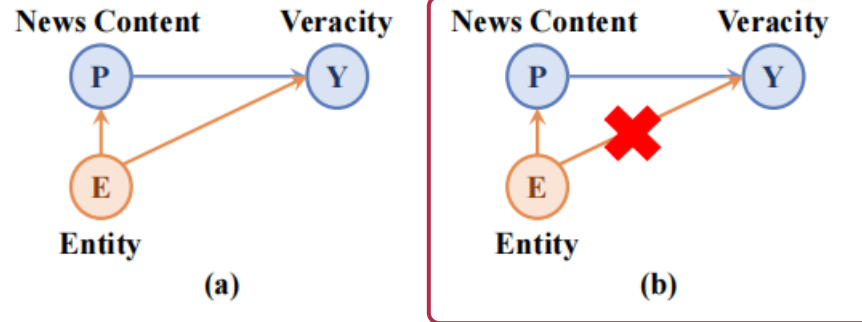 News Content Veracity
P Y
E
Entity
(a)
News Content Veracity
P Y
E
Entity
(b)